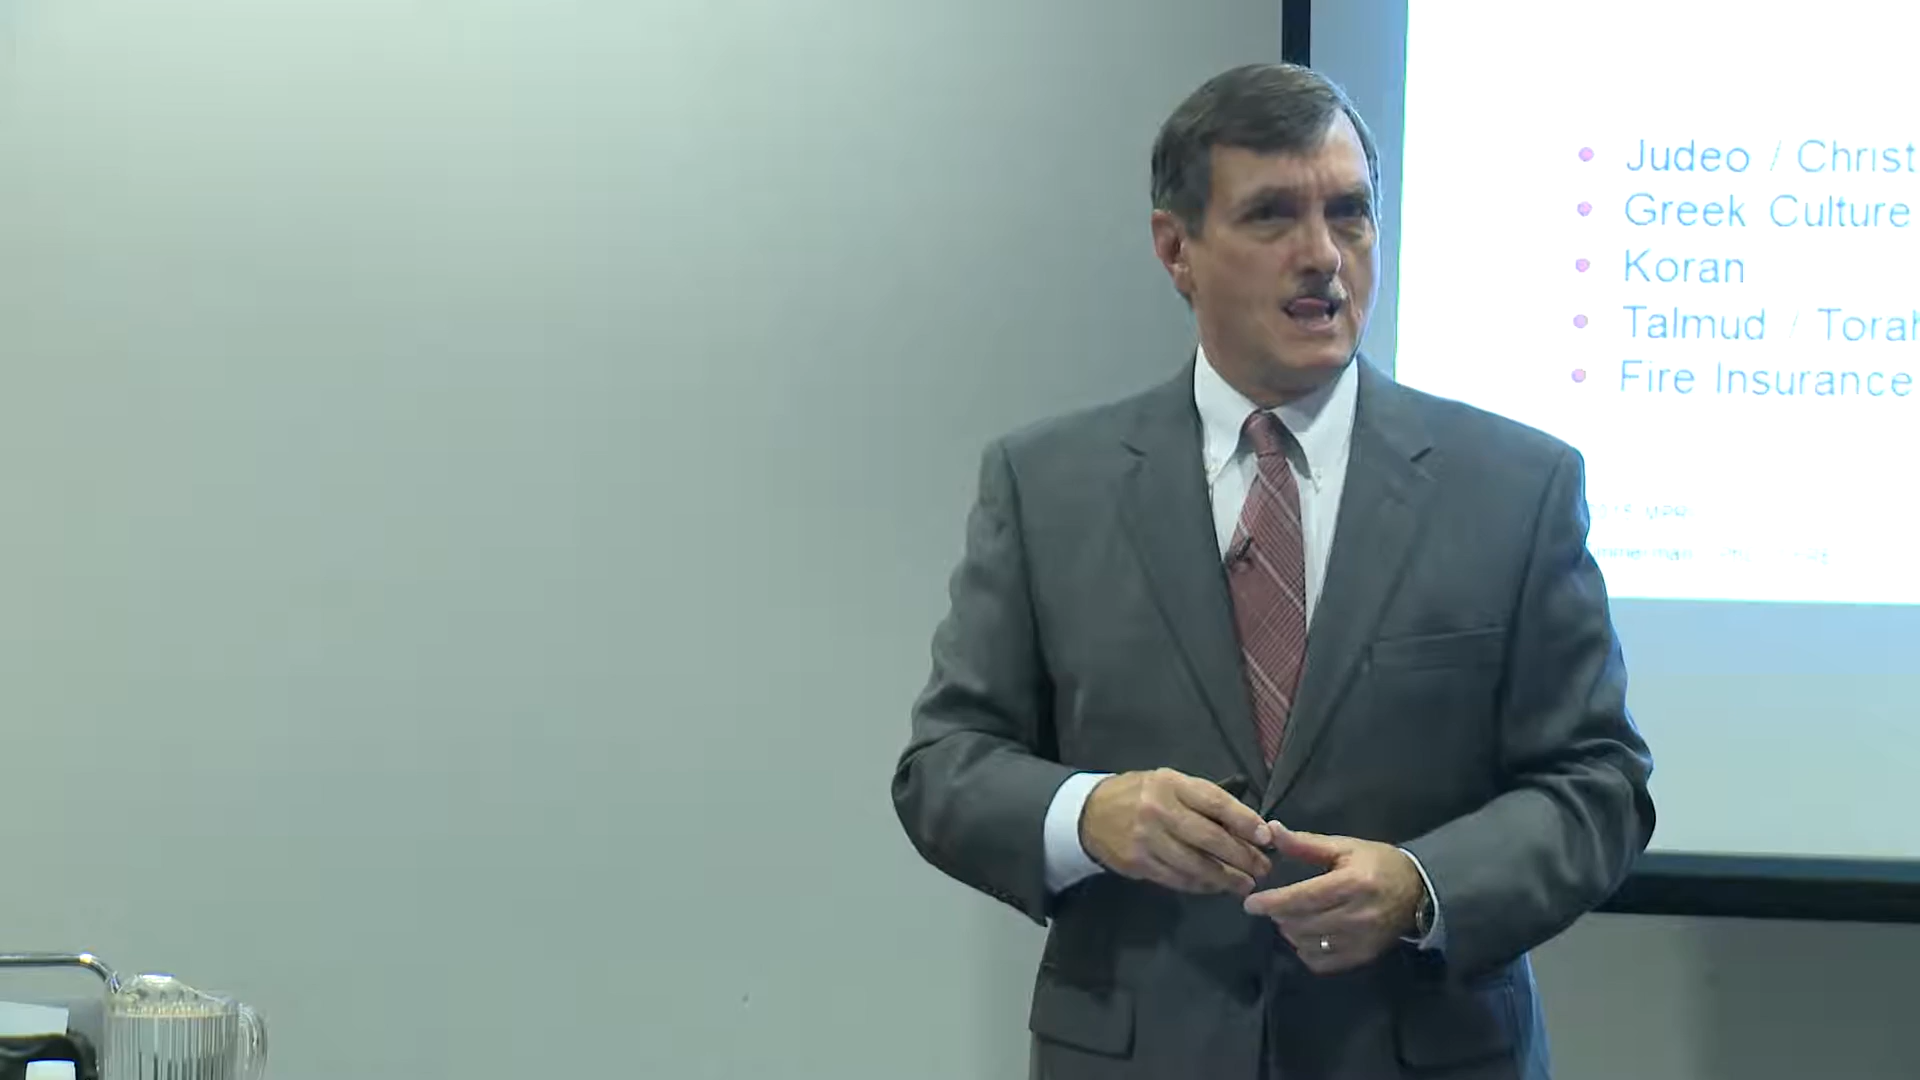 Judeo / Christ
Greek Culture
Koran
Talmud / Torah
Fire Insurance